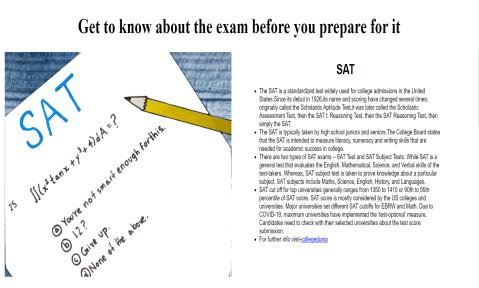 Get to know about the exam before you prepare for it
SAT
25.
∬(x³tanx + y³ + 4)dA = ?
ⓐ You're not smart enough for this.
ⓑ 12?
ⓒ Give up.
ⓓ None of the above.
SAT
The SAT is a standardized test widely used for college admissions in the United
States.Since its debut in 1926,its name and scoring have changed several times;
originally called the Scholastic Aptitude Test,it was later called the Scholastic
Assessment Test, then the SAT I: Reasoning Test, then the SAT Reasoning Test, then
simply the SAT.
The SAT is typically taken by high school juniors and seniors.The College Board states
that the SAT is intended to measure literacy, numeracy and writing skills that are
needed for academic success in college.
There are two types of SAT exams – SAT Test and SAT Subject Tests. While SAT is a
general test that evaluates the English, Mathematical, Science, and Verbal skills of the
test-takers. Whereas, SAT subject test is taken to prove knowledge about a particular
subject. SAT subjects include Maths, Science, English, History, and Languages.
SAT cut off for top universities generally ranges from 1350 to 1410 or 90th to 95th
percentile of SAT score. SAT score is mostly considered by the US colleges and
universities. Major universities set different SAT cutoffs for EBRW and Math. Due to
COVID-19, maximum universities have implemented the 'test-optional' measure.
Candidates need to check with their selected universities about the test score
submission.
For further info visit-collegedunia